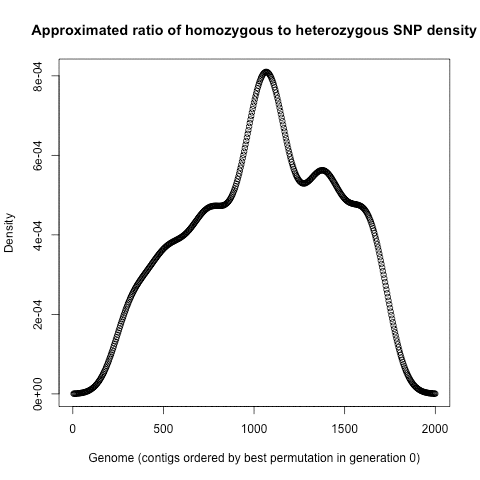 Approximated ratio of homozygous to heterozygous SNP density
8e-04
6e-04
4e-04
2e-04
0e+00
Density
0 500 1000 1500 2000
Genome (contigs ordered by best permutation in generation 0)